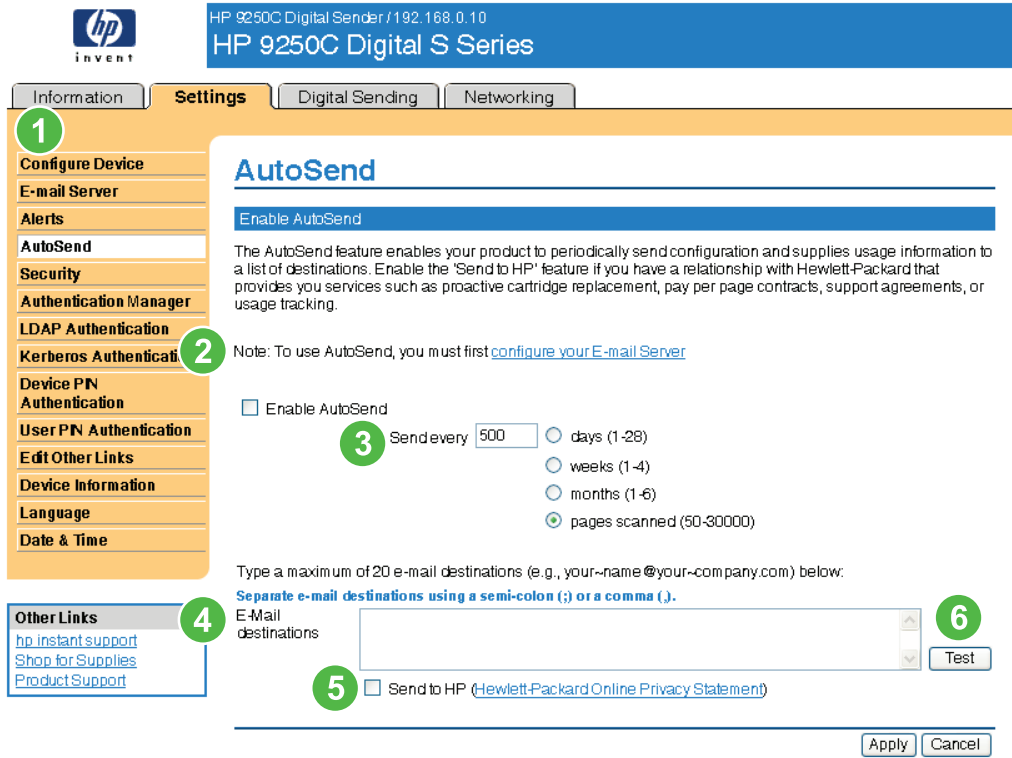 hp
invent
HP 9250C Digital Sender / 192.168.0.10
HP 9250C Digital S Series
Information
Settings
Digital Sending
Networking
1
Configure Device
E-mail Server
Alerts
AutoSend
Security
Authentication Manager
LDAP Authentication
Kerberos Authenticati
Device PIN
Authentication
User PIN Authentication
Edit Other Links
Device Information
Language
Date & Time
Other Links
hp instant support
Shop for Supplies
Product Support
AutoSend
Enable AutoSend
The AutoSend feature enables your product to periodically send configuration and supplies usage information to
a list of destinations. Enable the 'Send to HP' feature if you have a relationship with Hewlett-Packard that
provides you services such as proactive cartridge replacement, pay per page contracts, support agreements, or
usage tracking.
2
Note: To use AutoSend, you must first configure your E-mail Server
Enable AutoSend
3
Send every 500 days (1-28)
weeks (1-4)
months (1-6)
pages scanned (50-30000)
Type a maximum of 20 e-mail destinations (e.g., your~name@your~company.com) below:
Separate e-mail destinations using a semi-colon (;) or a comma (,).
4
E-Mail
destinations
6
Test
5
Send to HP (Hewlett-Packard Online Privacy Statement)
Apply
Cancel